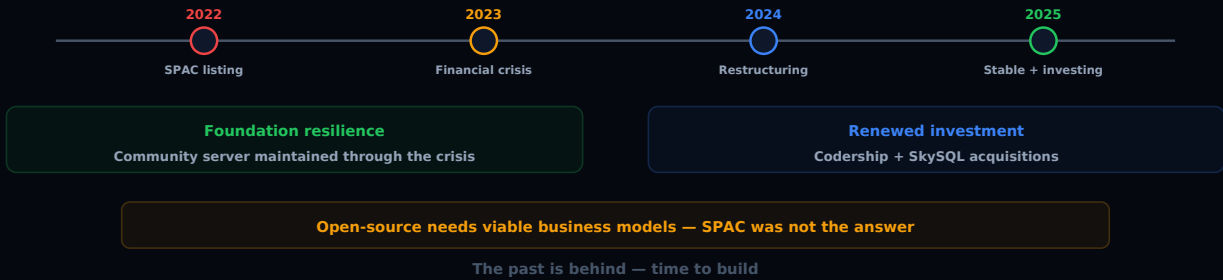 2022 2023 2024 2025
SPAC listing Financial crisis Restructuring Stable + investing
Foundation resilience Renewed investment
Community server maintained through the crisis Codership + SkySQL acquisitions
Open-source needs viable business models — SPAC was not the answer
The past is behind — time to build